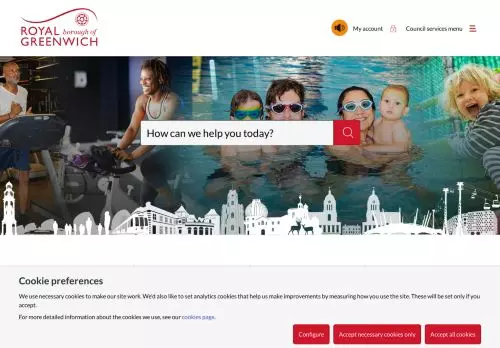 ROYAL borough of
GREENWICH
My account
Council services menu
How can we help you today?
Cookie preferences
We use necessary cookies to make our site work. We'd also like to set analytics cookies that help us make improvements by measuring how you use the site. These will be set only if you
accept.
For more detailed information about the cookies we use, see our cookies page.
Configure
Accept necessary cookies only
Accept all cookies